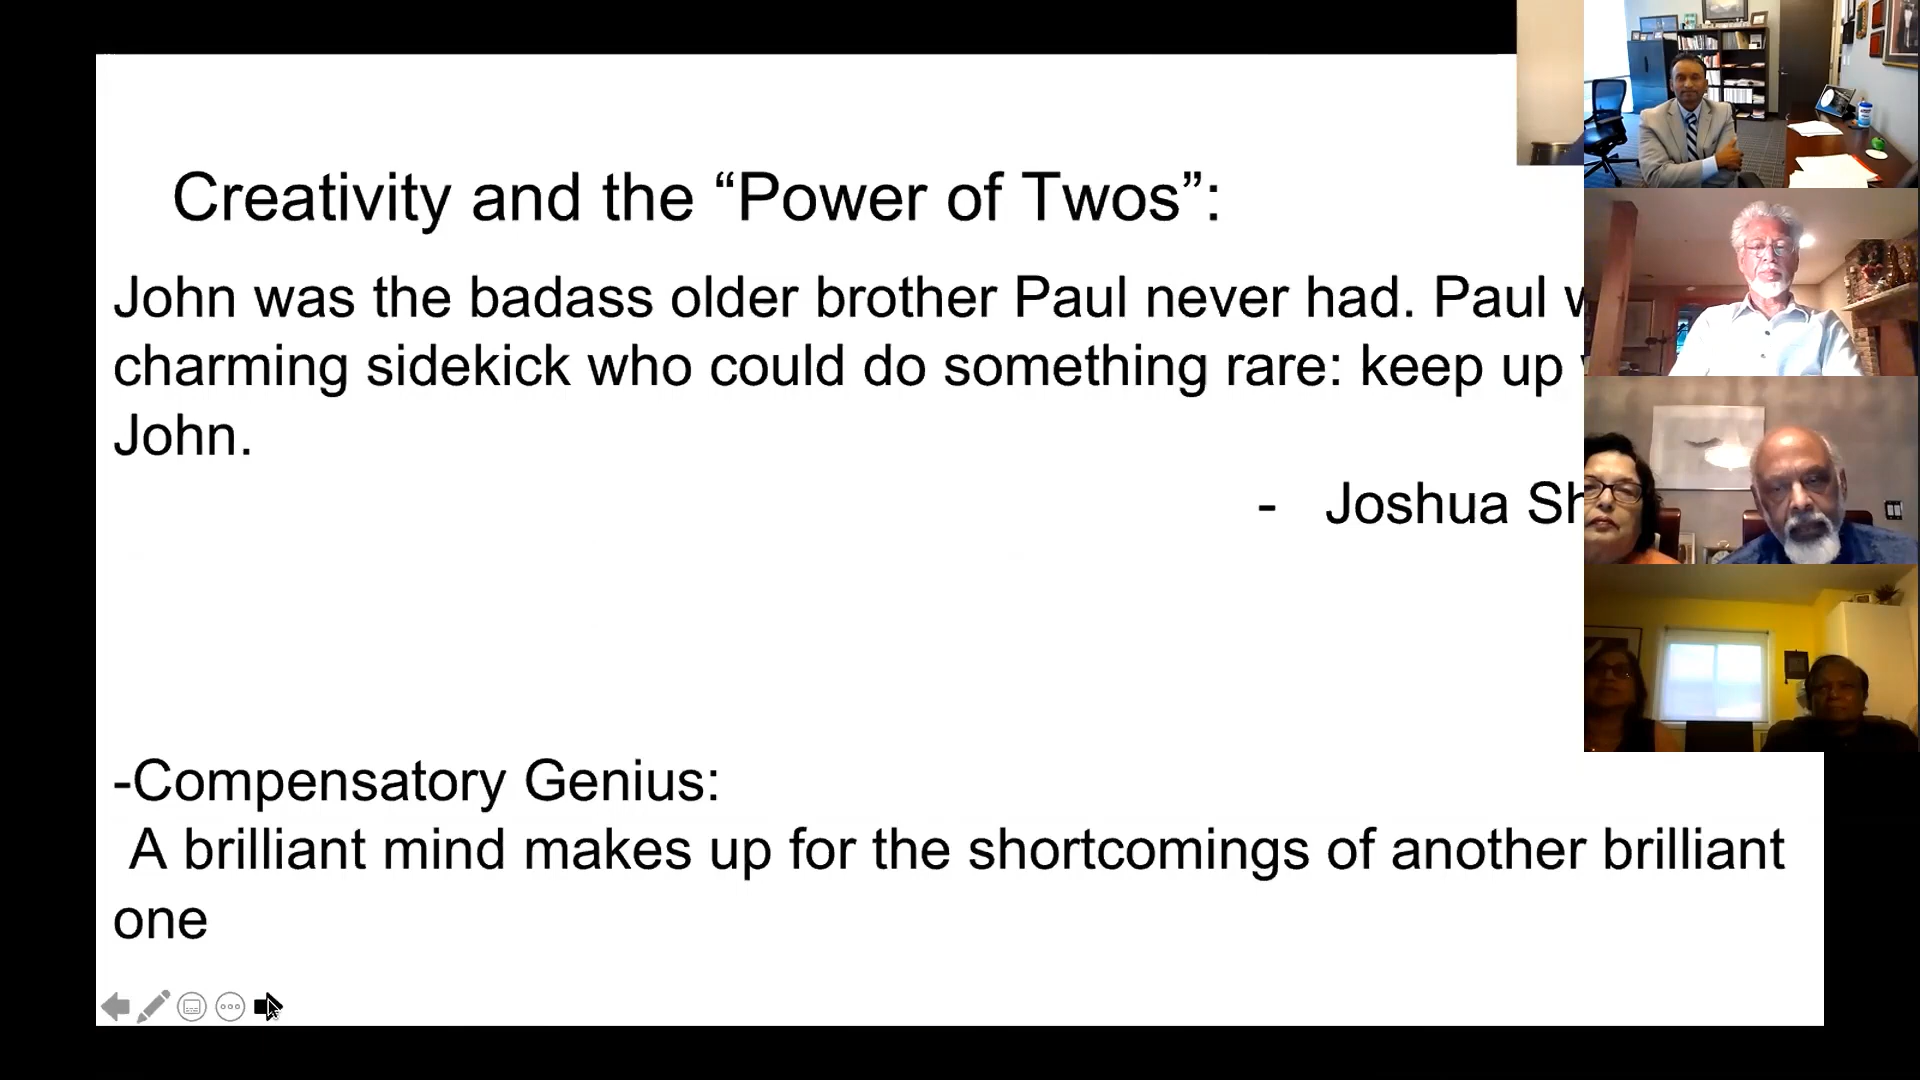 Creativity and the “Power of Twos”:
John was the badass older brother Paul never had. Paul
charming sidekick who could do something rare: keep up
John.
- Joshua
-Compensatory Genius:
A brilliant mind makes up for the shortcomings of another brilliant
one